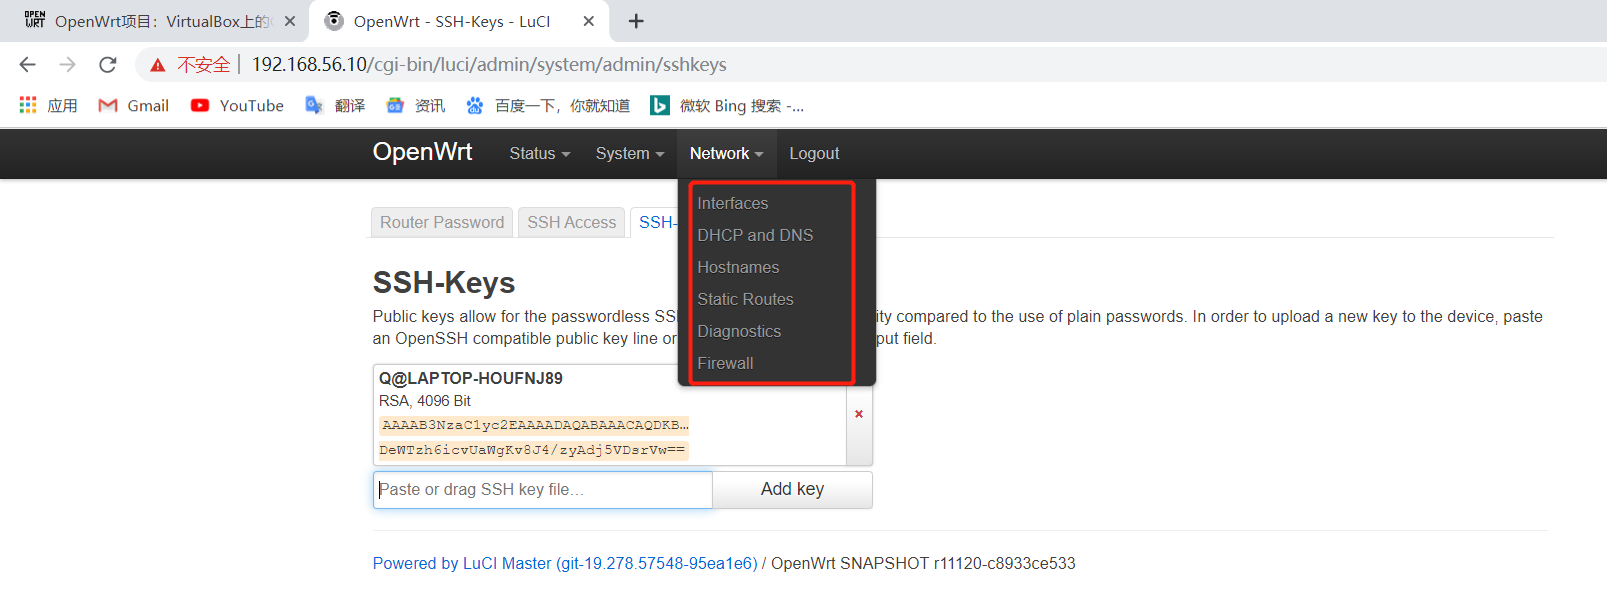 OPEN WRT OpenWrt项目：VirtualBox上的 OpenWrt - SSH-Keys - LuCI
不安全 192.168.56.10/cgi-bin/luci/admin/system/admin/sshkeys
应用 Gmail YouTube 翻译 资讯 百度一下，你就知道 微软 Bing 搜索 -...
OpenWrt Status System Network Logout
Interfaces
DHCP and DNS
Hostnames
Static Routes
Diagnostics
Firewall
Router Password SSH Access SSH-
SSH-Keys
Public keys allow for the passwordless SS ity compared to the use of plain passwords. In order to upload a new key to the device, paste
an OpenSSH compatible public key line or put field.
Q@LAPTOP-HOUFNJ89
RSA, 4096 Bit
AAAAB3NzaC1yc2EAAAADAQABAAACAQDKB…
DeWTzh6icvUaWgKv8J4/zyAdj5VDsrVw==
Paste or drag SSH key file… Add key
Powered by LuCI Master (git-19.278.57548-95ea1e6) / OpenWrt SNAPSHOT r11120-c8933ce533